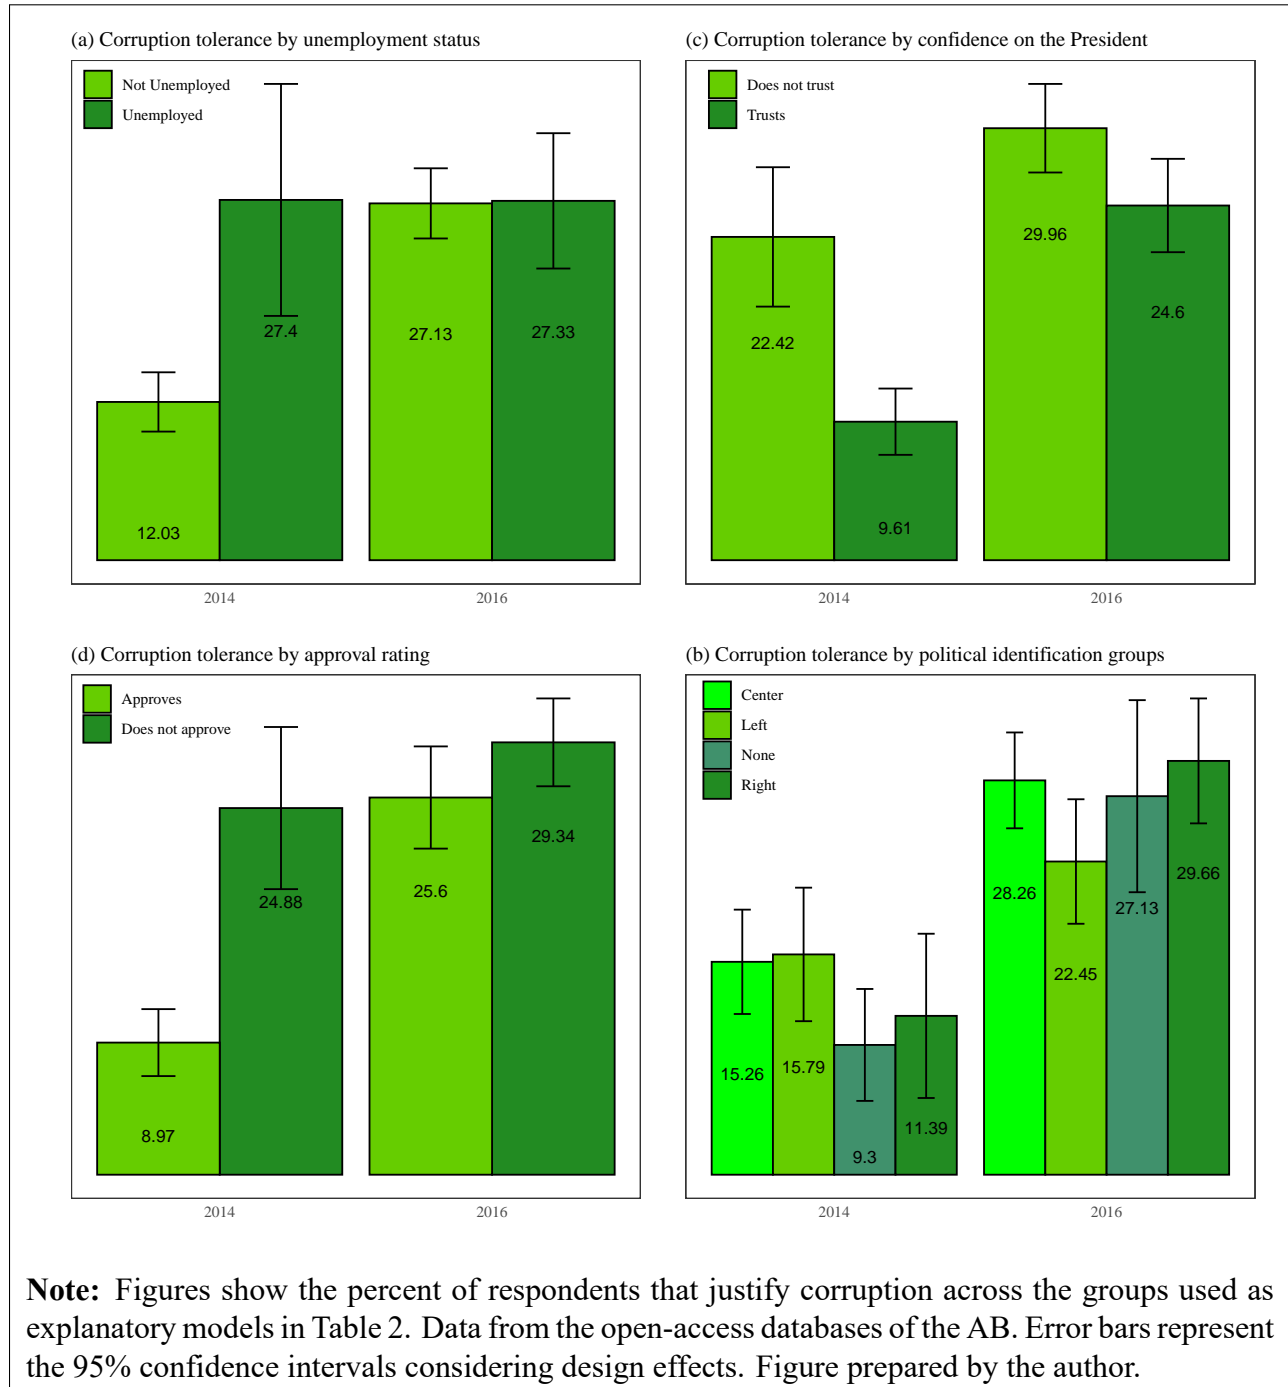 (a) Corruption tolerance by unemployment status
Not Unemployed
Unemployed
12.03
27.4
27.13
27.33
2014
2016
(c) Corruption tolerance by confidence on the President
Does not trust
Trusts
22.42
9.61
29.96
24.6
2014
2016
(d) Corruption tolerance by approval rating
Approves
Does not approve
8.97
24.88
25.6
29.34
2014
2016
(b) Corruption tolerance by political identification groups
Center
Left
None
Right
15.26
15.79
9.3
11.39
28.26
22.45
27.13
29.66
2014
2016
Note: Figures show the percent of respondents that justify corruption across the groups used as
explanatory models in Table 2. Data from the open-access databases of the AB. Error bars represent
the 95% confidence intervals considering design effects. Figure prepared by the author.